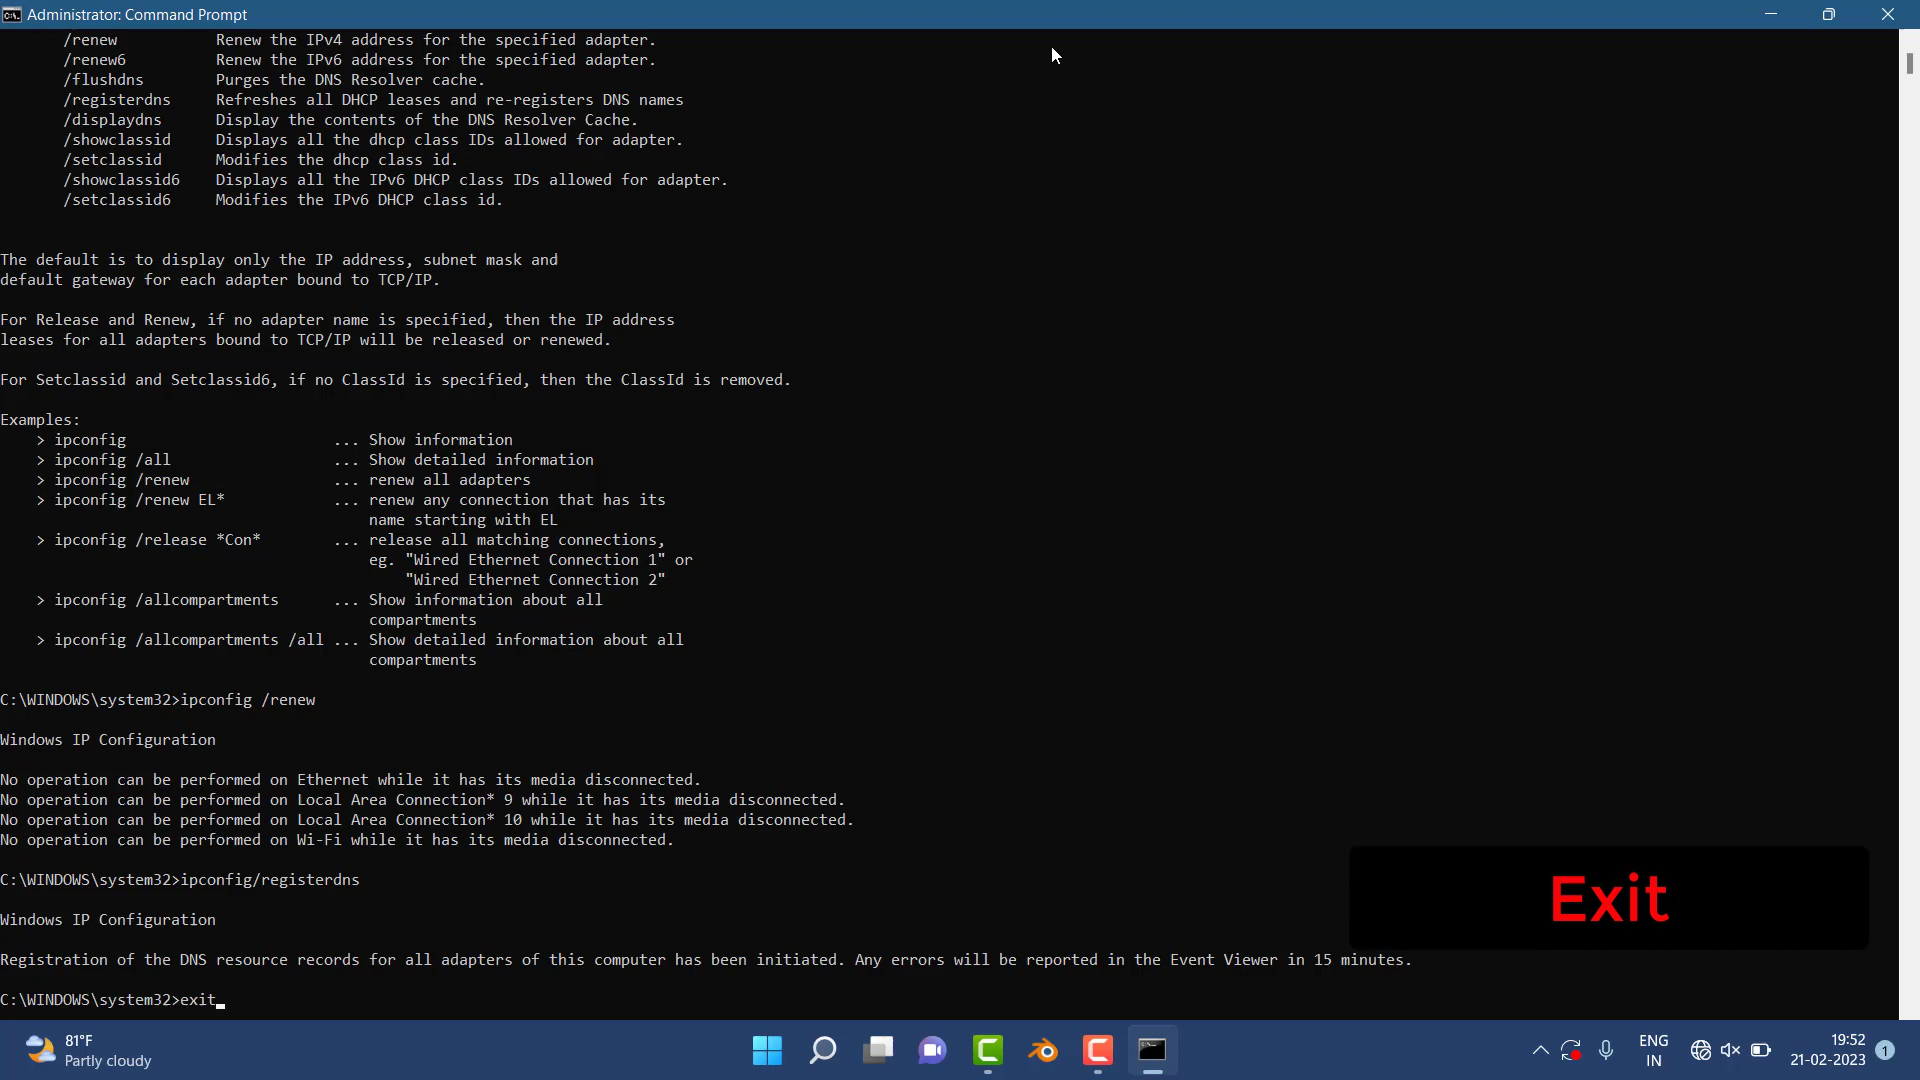 Administrator: Command Prompt
/renew Renew the IPv4 address for the specified adapter.
/renew6 Renew the IPv6 address for the specified adapter.
/flushdns Purges the DNS Resolver cache.
/registerdns Refreshes all DHCP leases and re-registers DNS names
/displaydns Display the contents of the DNS Resolver Cache.
/showclassid Displays all the dhcp class IDs allowed for adapter.
/setclassid Modifies the dhcp class id.
/showclassid6 Displays all the IPv6 DHCP class IDs allowed for adapter.
/setclassid6 Modifies the IPv6 DHCP class id.
The default is to display only the IP address, subnet mask and
default gateway for each adapter bound to TCP/IP.
For Release and Renew, if no adapter name is specified, then the IP address
leases for all adapters bound to TCP/IP will be released or renewed.
For Setclassid and Setclassid6, if no ClassId is specified, then the ClassId is removed.
Examples:
> ipconfig ... Show information
> ipconfig /all ... Show detailed information
> ipconfig /renew ... renew all adapters
> ipconfig /renew EL* ... renew any connection that has its
name starting with EL
> ipconfig /release *Con* ... release all matching connections,
eg. "Wired Ethernet Connection 1" or
"Wired Ethernet Connection 2"
> ipconfig /allcompartments ... Show information about all
compartments
> ipconfig /allcompartments /all ... Show detailed information about all
compartments
C:\WINDOWS\system32>ipconfig /renew
Windows IP Configuration
No operation can be performed on Ethernet while it has its media disconnected.
No operation can be performed on Local Area Connection* 9 while it has its media disconnected.
No operation can be performed on Local Area Connection* 10 while it has its media disconnected.
No operation can be performed on Wi-Fi while it has its media disconnected.
C:\WINDOWS\system32>ipconfig/registerdns
Windows IP Configuration
Registration of the DNS resource records for all adapters of this computer has been initiated. Any errors will be reported in the Event Viewer in 15 minutes.
C:\WINDOWS\system32>exit
Exit
81°F
Partly cloudy
ENG
IN
19:52
21-02-2023
1